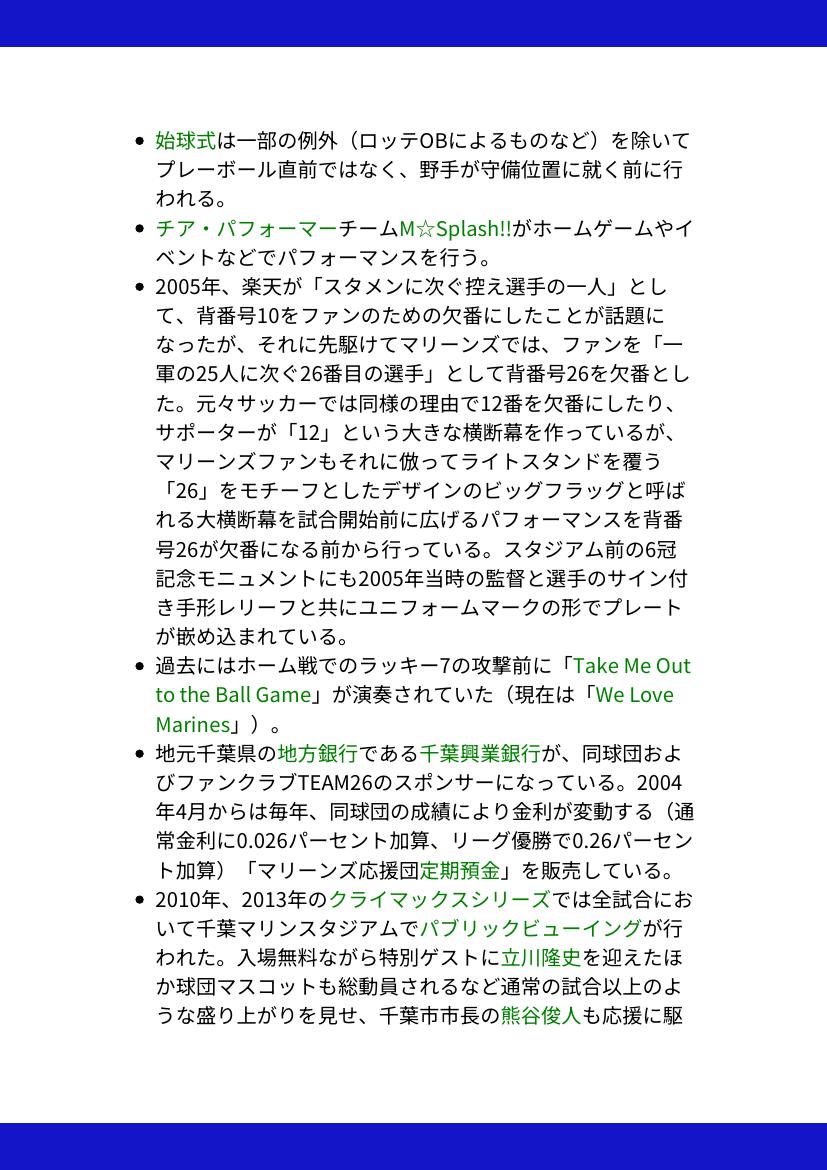 • 始球式は一部の例外（ロッテOBによるものなど）を除いて
プレーボール直前ではなく、野手が守備位置に就く前に行
われる。
• チア・パフォーマーチームM☆Splash!!がホームゲームやイ
ベントなどでパフォーマンスを行う。
• 2005年、楽天が「スタメンに次ぐ控え選手の一人」とし
て、背番号10をファンのための欠番にしたことが話題に
なったが、それに先駆けてマリーンズでは、ファンを「一
軍の25人に次ぐ26番目の選手」として背番号26を欠番とし
た。元々サッカーでは同様の理由で12番を欠番にしたり、
サポーターが「12」という大きな横断幕を作っているが、
マリーンズファンもそれに倣ってライトスタンドを覆う
「26」をモチーフとしたデザインのビッグフラッグと呼ば
れる大横断幕を試合開始前に広げるパフォーマンスを背番
号26が欠番になる前から行っている。スタジアム前の6冠
記念モニュメントにも2005年当時の監督と選手のサイン付
き手形レリーフと共にユニフォームマークの形でプレート
が嵌め込まれている。
• 過去にはホーム戦でのラッキー7の攻撃前に「Take Me Out
to the Ball Game」が演奏されていた（現在は「We Love
Marines」）。
• 地元千葉県の地方銀行である千葉興業銀行が、同球団およ
びファンクラブTEAM26のスポンサーになっている。2004
年4月からは毎年、同球団の成績により金利が変動する（通
常金利に0.026パーセント加算、リーグ優勝で0.26パーセン
ト加算）「マリーンズ応援団定期預金」を販売している。
• 2010年、2013年のクライマックスシリーズでは全試合にお
いて千葉マリンスタジアムでパブリックビューイングが行
われた。入場無料ながら特別ゲストに立川隆史を迎えたほ
か球団マスコットも総動員されるなど通常の試合以上のよ
うな盛り上がりを見せ、千葉市市長の熊谷俊人も応援に駆